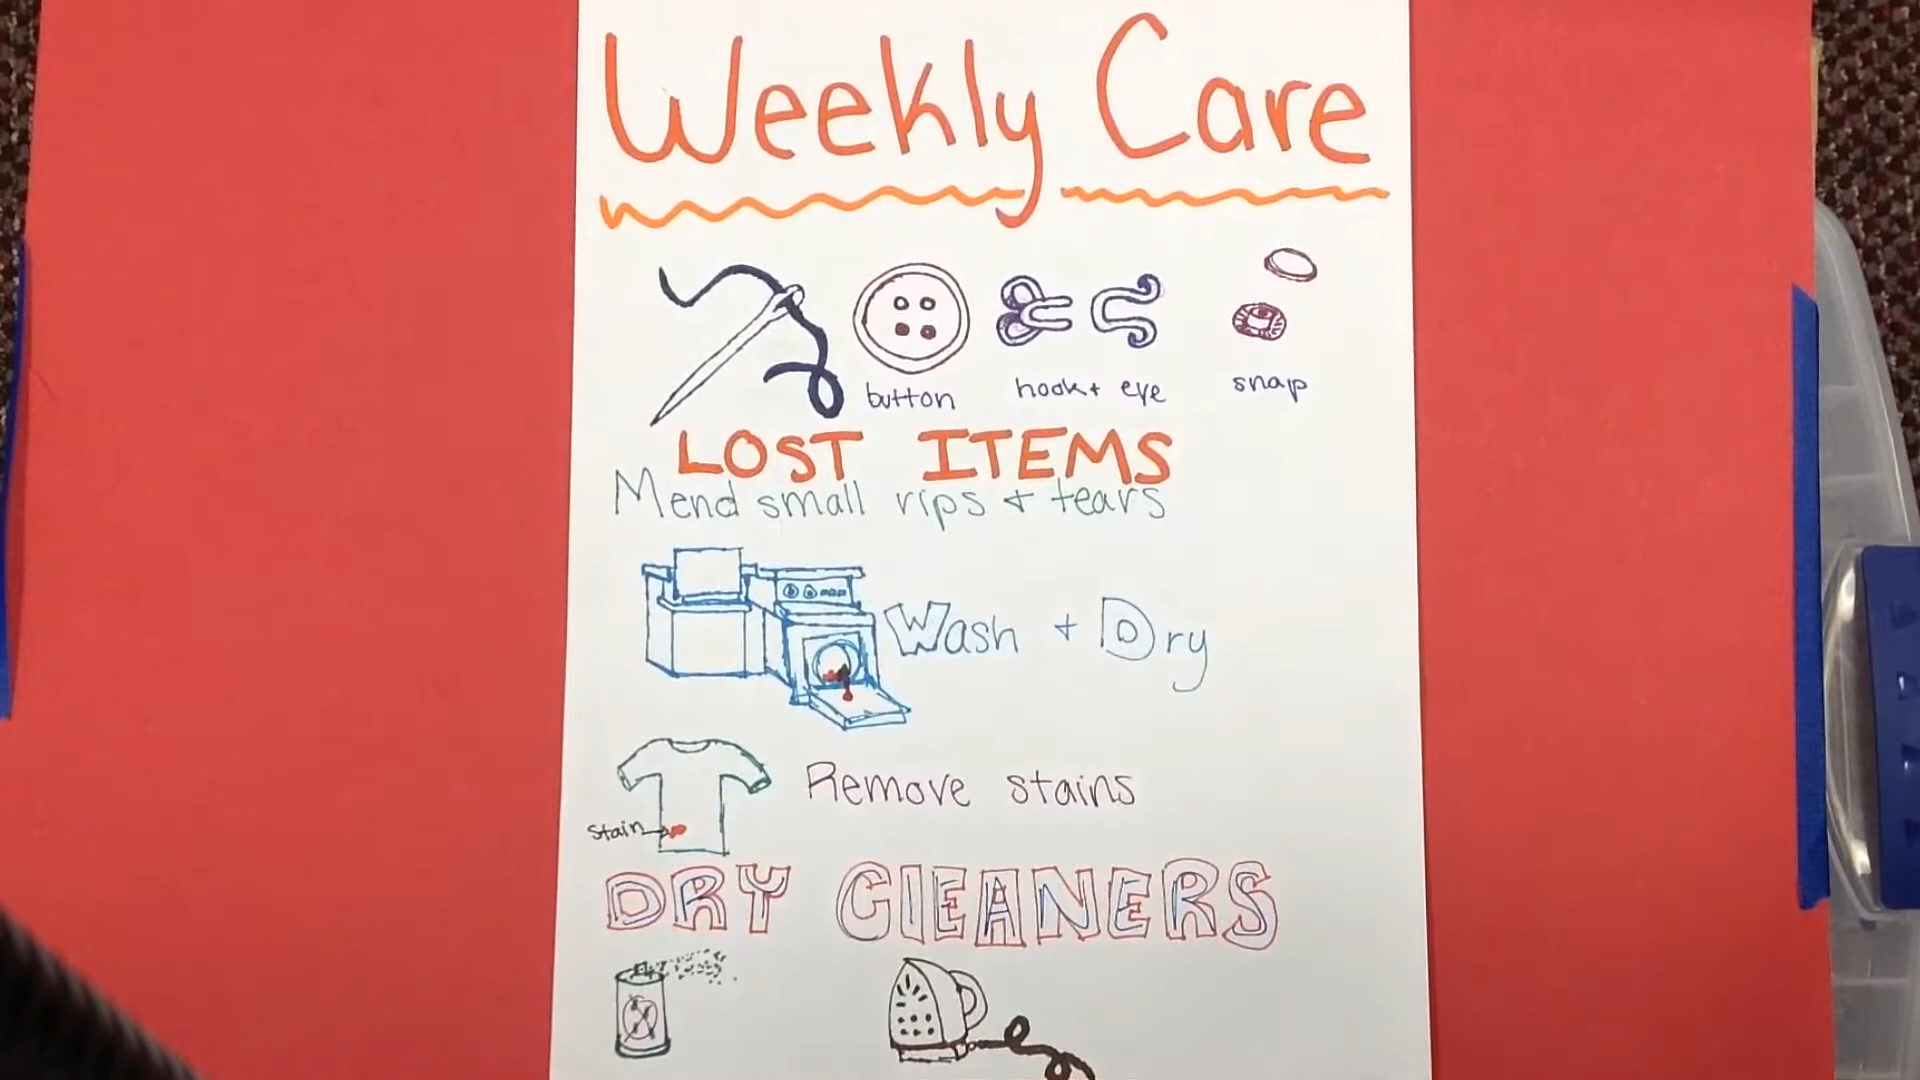 Weekly Care
button hook + eye snap
LOST ITEMS
Mend small rips + tears
Wash + Dry
Remove stains
stain
DRY CLEANERS